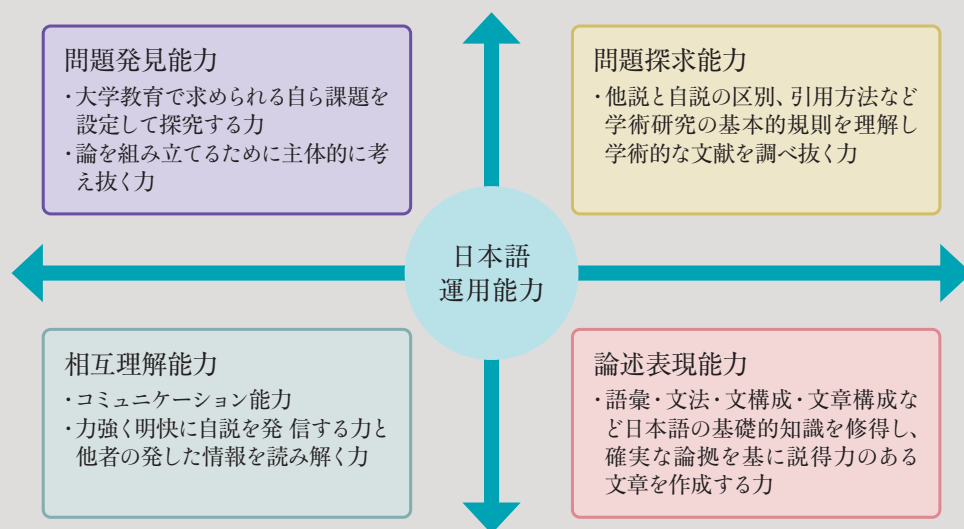 問題発見能力
・大学教育で求められる自ら課題を
設定して探究する力
・論を組み立てるために主体的に考
え抜く力
問題探求能力
・他説と自説の区別、引用方法など
学術研究の基本的規則を理解し
学術的な文献を調べ抜く力
日本語
運用能力
相互理解能力
・コミュニケーション能力
・力強く明快に自説を発 信する力と
他者の発した情報を読み解く力
論述表現能力
・語彙・文法・文構成・文章構成な
ど日本語の基礎的知識を修得し、
確実な論拠を基に説得力のある
文章を作成する力